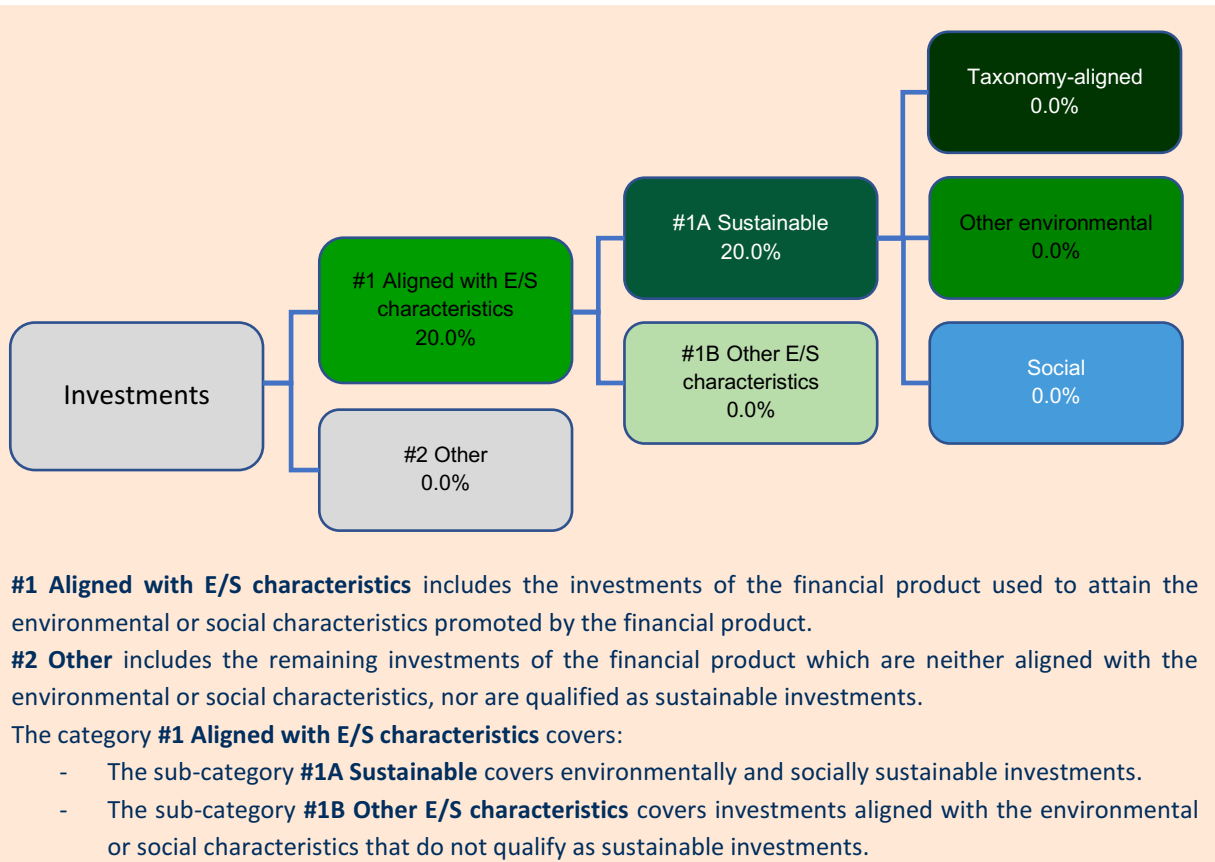 Taxonomy-aligned
0.0%
#1A Sustainable
20.0%
Other environmental
0.0%
#1 Aligned with E/S
characteristics
20.0%
Investments
#1B Other E/S
characteristics
0.0%
Social
0.0%
#2 Other
0.0%
#1 Aligned with E/S characteristics includes the investments of the financial product used to attain the
environmental or social characteristics promoted by the financial product.
#2 Other includes the remaining investments of the financial product which are neither aligned with the
environmental or social characteristics, nor are qualified as sustainable investments.
The category #1 Aligned with E/S characteristics covers:
- The sub-category #1A Sustainable covers environmentally and socially sustainable investments.
- The sub-category #1B Other E/S characteristics covers investments aligned with the environmental
or social characteristics that do not qualify as sustainable investments.